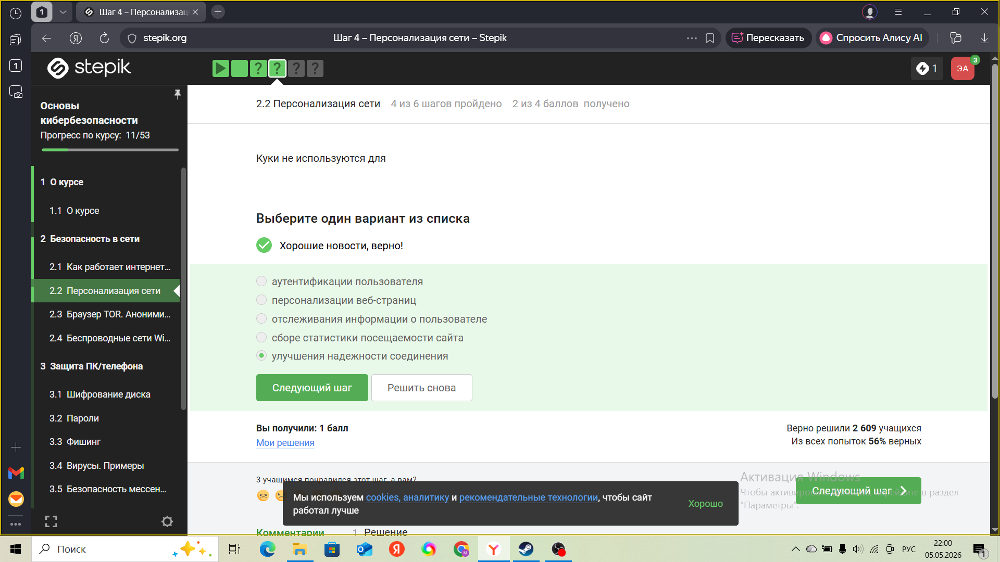 1
Шаг 4 – Персонализац
stepik.org
Шаг 4 – Персонализация сети – Stepik
Пересказать
Спросить Алису AI
1
stepik
? ? ? ?
1
ЭА
3
Основы
кибербезопасности
Прогресс по курсу: 11/53
1 О курсе
1.1 О курсе
2 Безопасность в сети
2.1 Как работает интернет...
2.2 Персонализация сети
2.3 Браузер TOR. Аноними...
2.4 Беспроводные сети Wi...
3 Защита ПК/телефона
3.1 Шифрование диска
3.2 Пароли
3.3 Фишинг
3.4 Вирусы. Примеры
3.5 Безопасность мессен...
2.2 Персонализация сети 4 из 6 шагов пройдено 2 из 4 баллов получено
Куки не используются для
Выберите один вариант из списка
Хорошие новости, верно!
аутентификации пользователя
персонализации веб-страниц
отслеживания информации о пользователе
сборе статистики посещаемости сайта
улучшения надежности соединения
Следующий шаг
Решить снова
Вы получили: 1 балл
Мои решения
Верно решили 2 609 учащихся
Из всех попыток 56% верных
3 учащимся понравился этот шаг, а вам?
Мы используем cookies, аналитику и рекомендательные технологии, чтобы сайт
работал лучше
Хорошо
Следующий шаг
Активация Windows
Чтобы активиро в раздел
"Параметры".
Комментарии 1 Решение
Поиск
РУС
22:00
05.05.2026
1